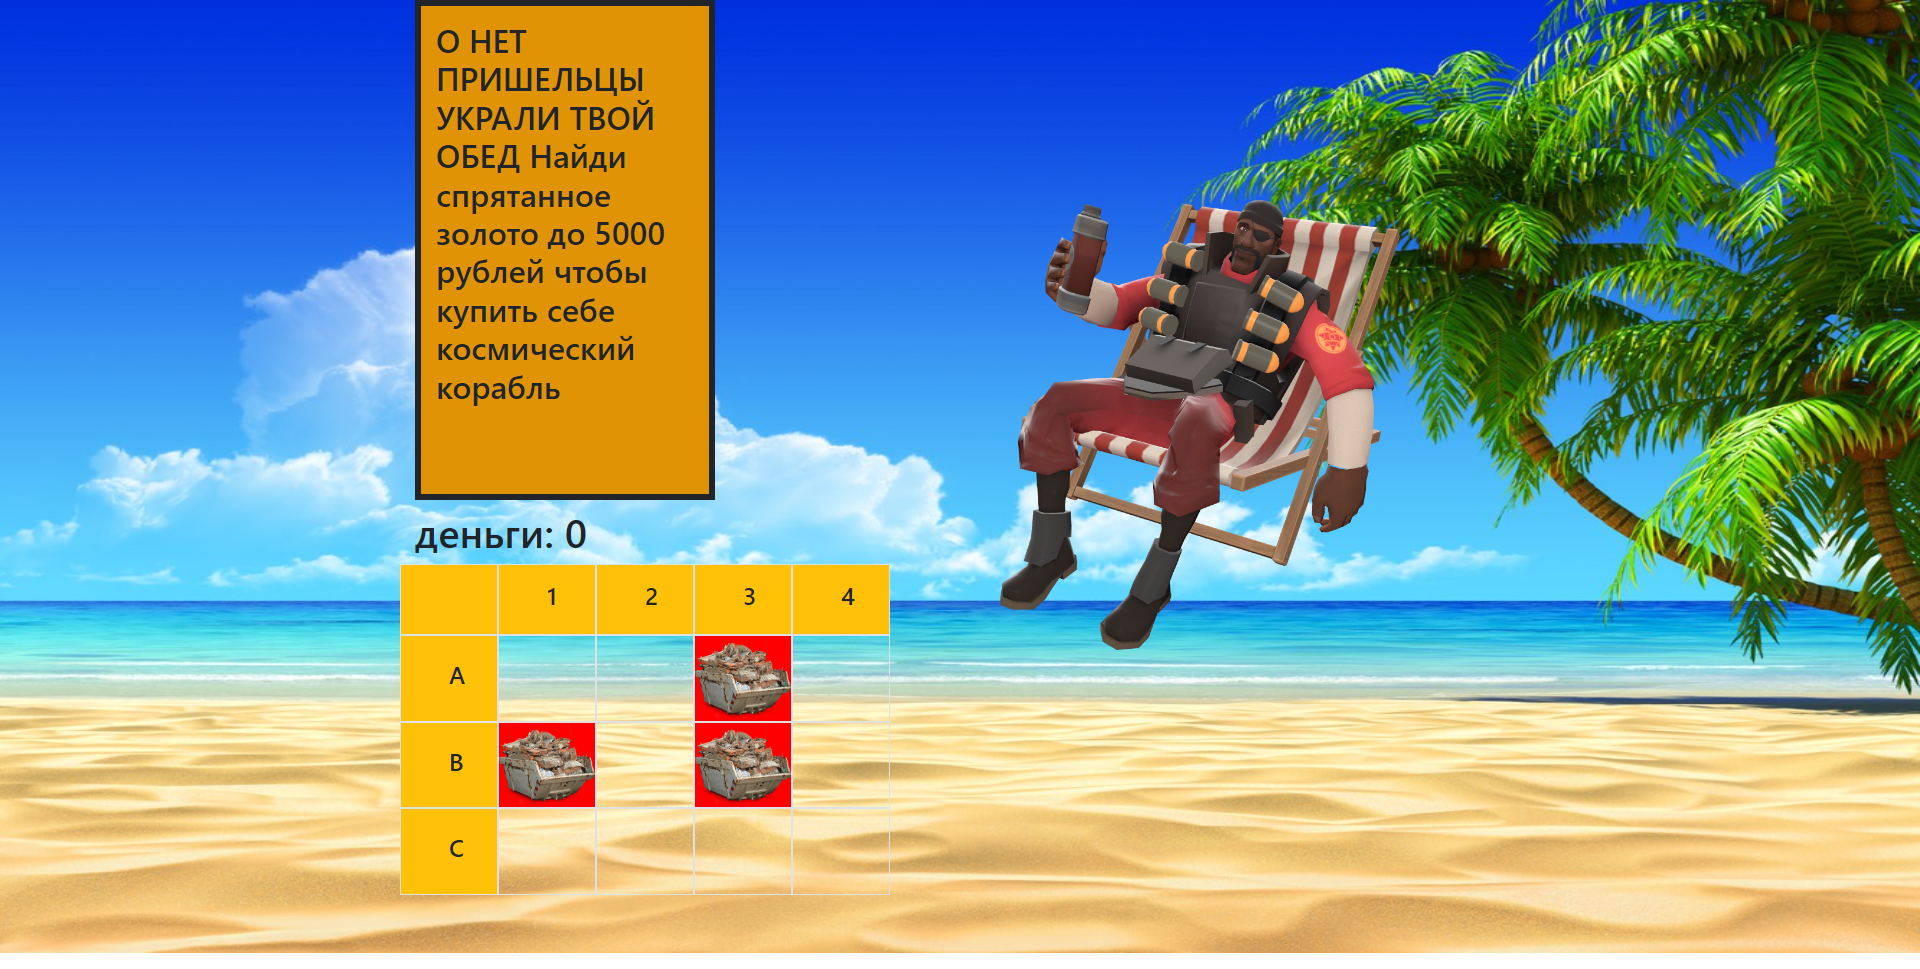 О НЕТ
ПРИШЕЛЬЦЫ
УКРАЛИ ТВОЙ
ОБЕД Найди
спрятанное
золото до 5000
рублей чтобы
купить себе
космический
корабль
деньги: 0
1 2 3 4
A
B
C